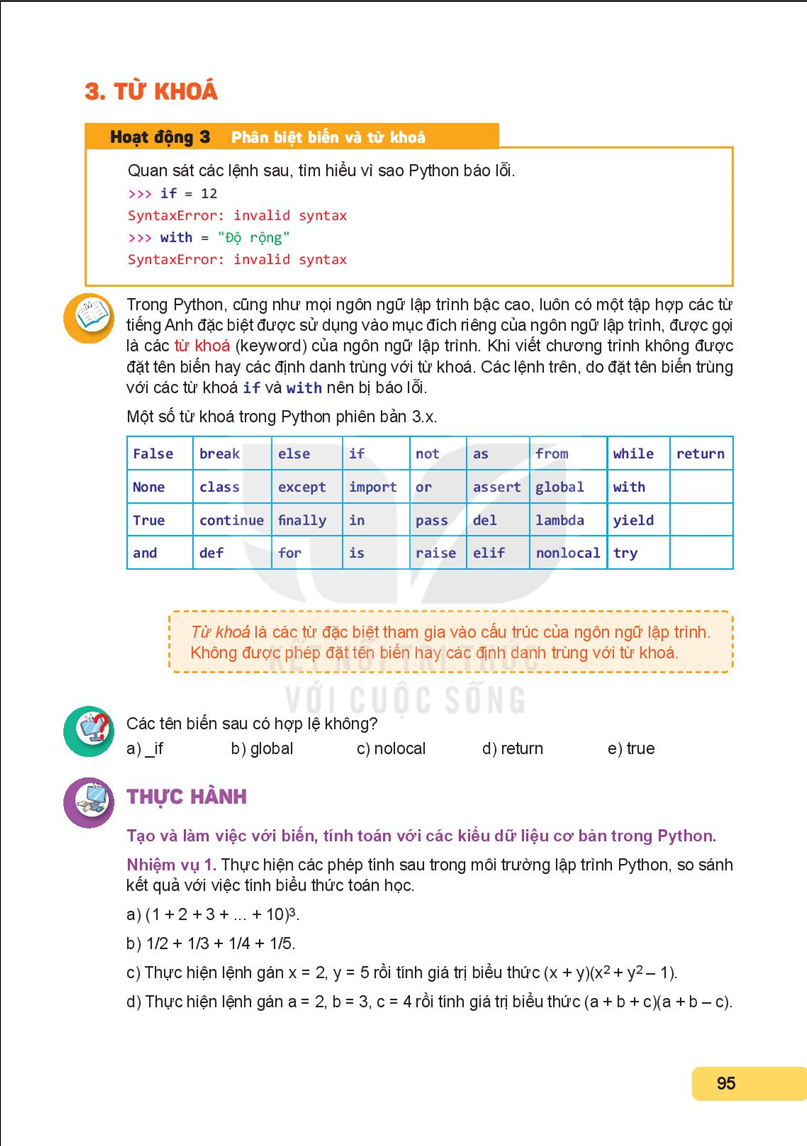 3. TỪ KHOÁ
Hoạt động 3 Phân biệt biến và từ khoá
Quan sát các lệnh sau, tìm hiểu vì sao Python báo lỗi.
>>> if = 12
SyntaxError: invalid syntax
>>> with = "Độ rộng"
SyntaxError: invalid syntax
Trong Python, cũng như mọi ngôn ngữ lập trình bậc cao, luôn có một tập hợp các từ
tiếng Anh đặc biệt được sử dụng vào mục đích riêng của ngôn ngữ lập trình, được gọi
là các từ khoá (keyword) của ngôn ngữ lập trình. Khi viết chương trình không được
đặt tên biến hay các định danh trùng với từ khoá. Các lệnh trên, do đặt tên biến trùng
với các từ khoá if và with nên bị báo lỗi.
Một số từ khoá trong Python phiên bản 3.x.
False break else if not as from while return
None class except import or assert global with
True continue finally in pass del lambda yield
and def for is raise elif nonlocal try
Từ khoá là các từ đặc biệt tham gia vào cấu trúc của ngôn ngữ lập trình.
Không được phép đặt tên biến hay các định danh trùng với từ khoá.
KẾT NỐI TRI THỨC
VỚI CUỘC SỐNG
Các tên biến sau có hợp lệ không?
a) _if b) global c) nolocal d) return e) true
THỰC HÀNH
Tạo và làm việc với biến, tính toán với các kiểu dữ liệu cơ bản trong Python.
Nhiệm vụ 1. Thực hiện các phép tính sau trong môi trường lập trình Python, so sánh
kết quả với việc tính biểu thức toán học.
a) (1 + 2 + 3 + ... + 10)³.
b) 1/2 + 1/3 + 1/4 + 1/5.
c) Thực hiện lệnh gán x = 2, y = 5 rồi tính giá trị biểu thức (x + y)(x² + y² – 1).
d) Thực hiện lệnh gán a = 2, b = 3, c = 4 rồi tính giá trị biểu thức (a + b + c)(a + b – c).
95